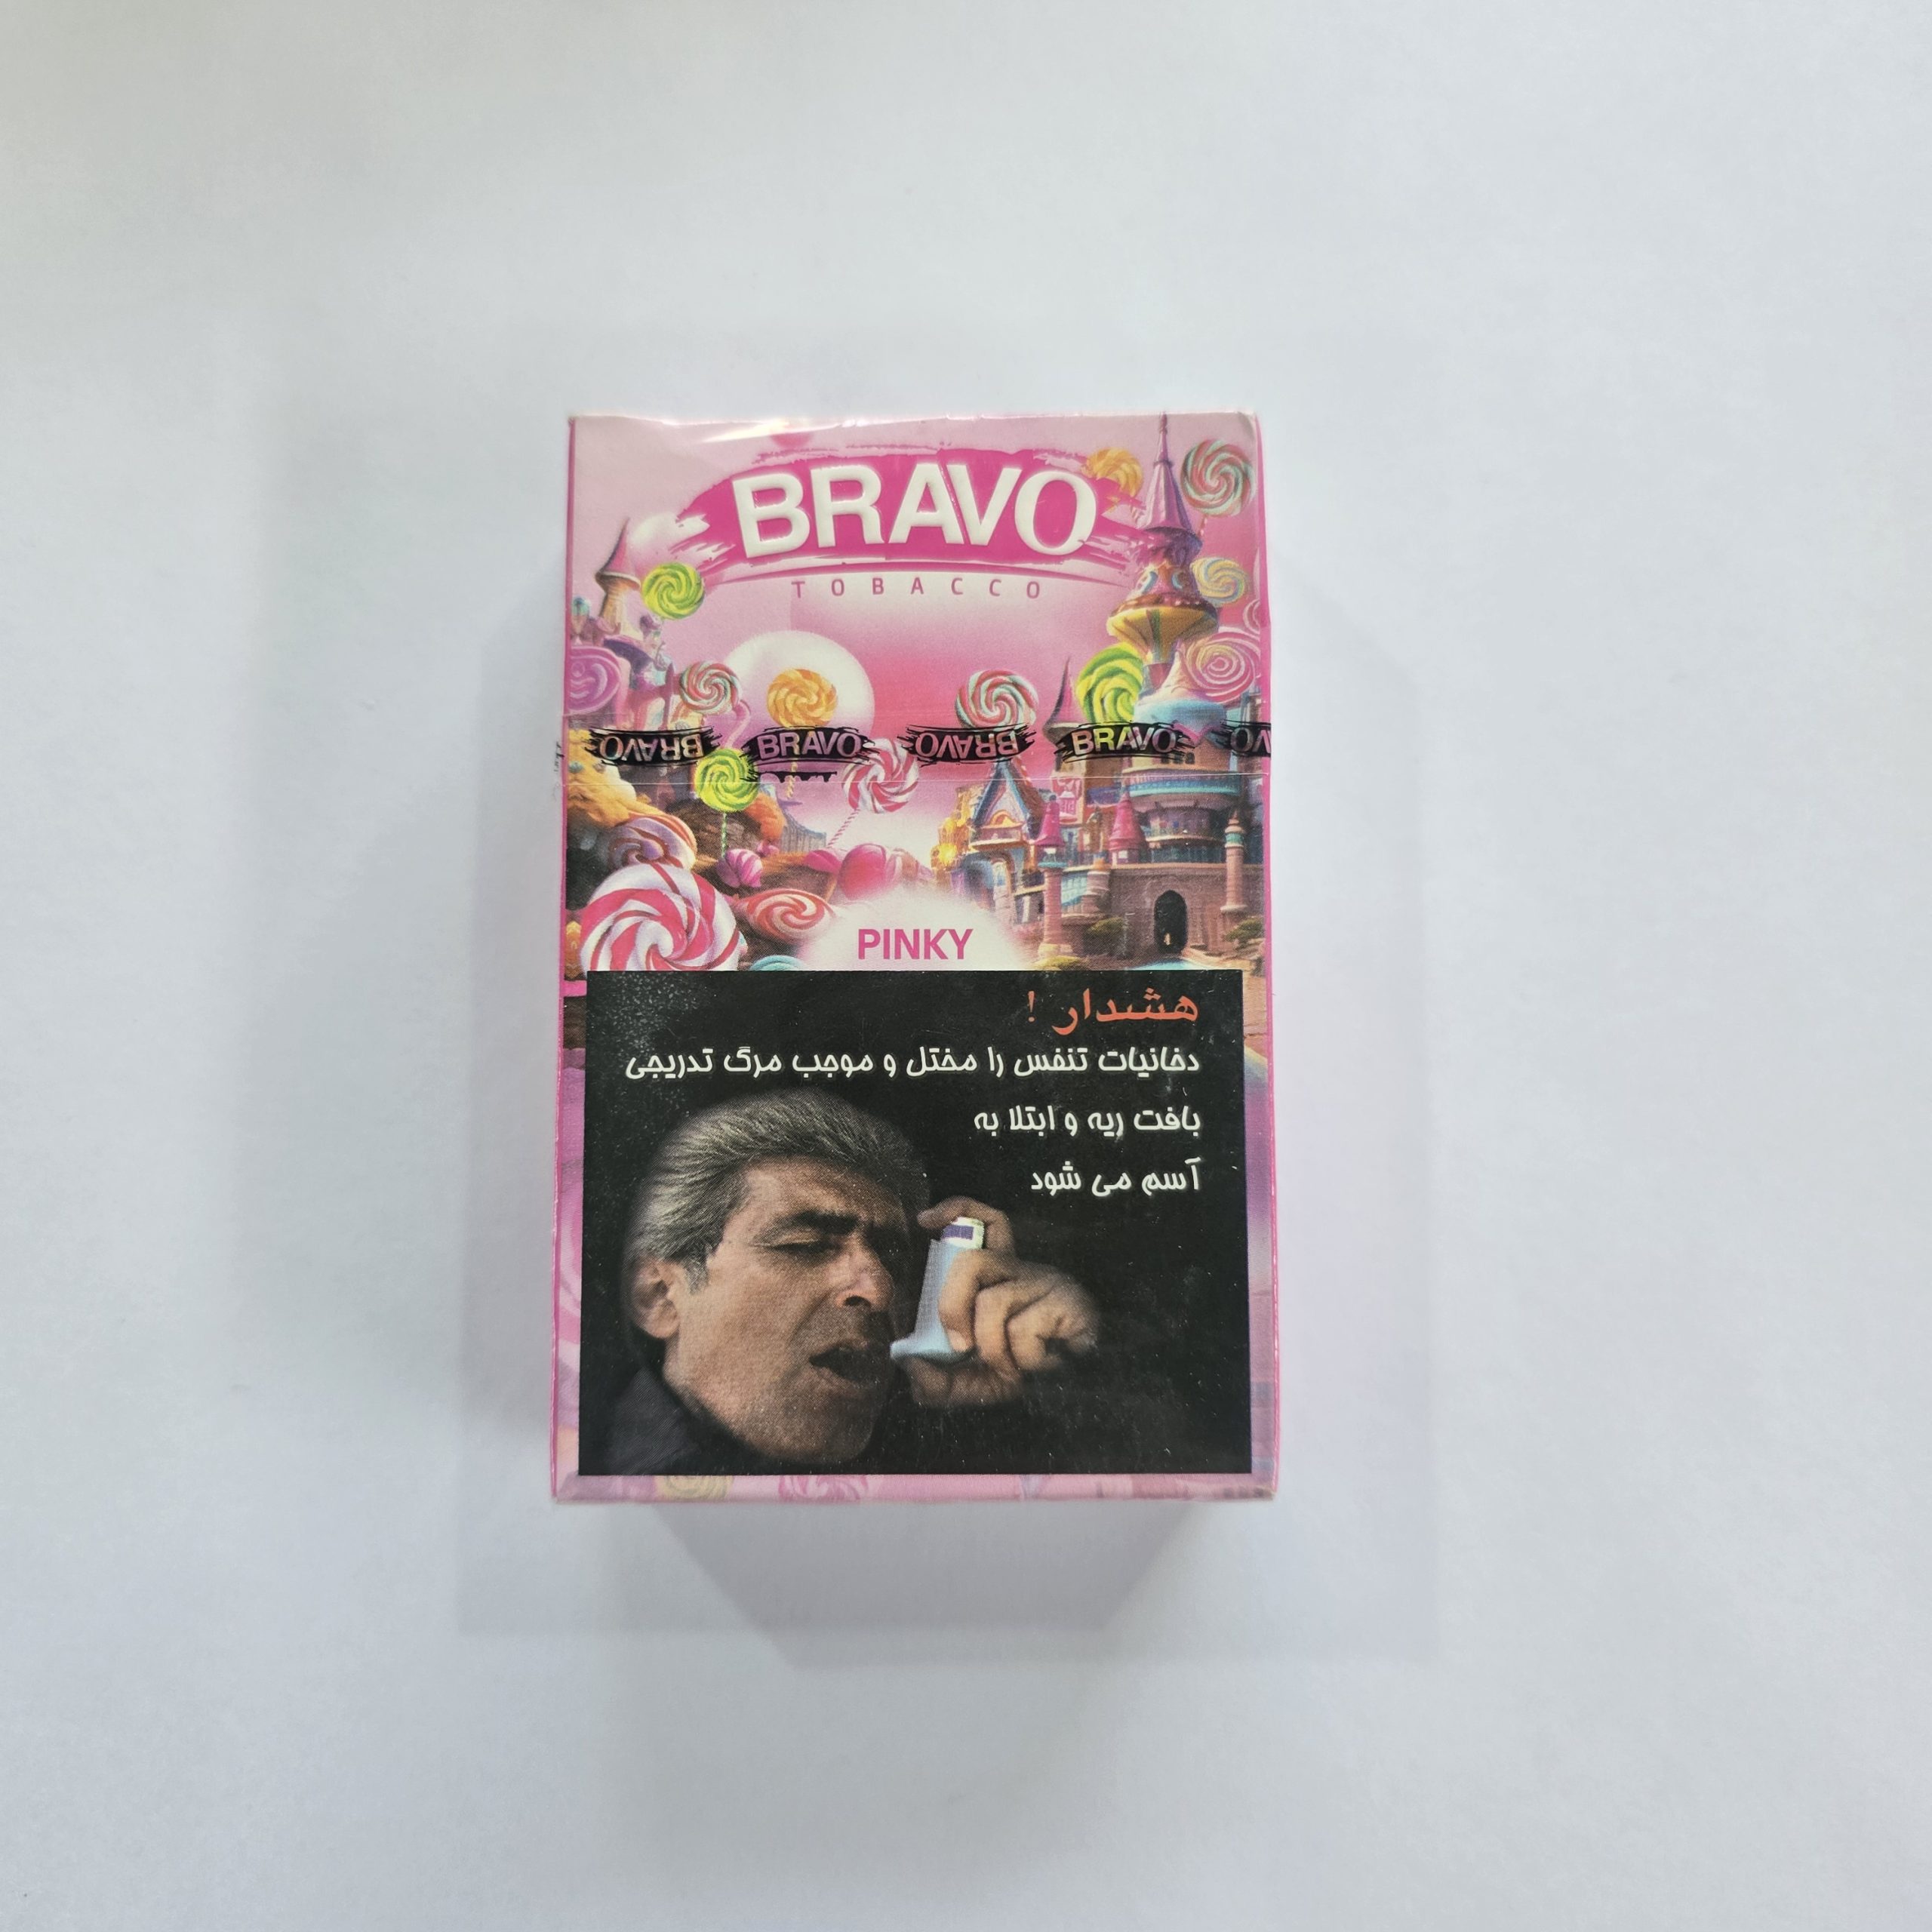 BRAVO
TOBACCO
BRAVO BRAVO BRAVO BRAVO
PINKY
هشدار !
دخانیات تنفس را مختل و موجب مرگ تدریجی
بافت ریه و ابتلا به
آسم می شود